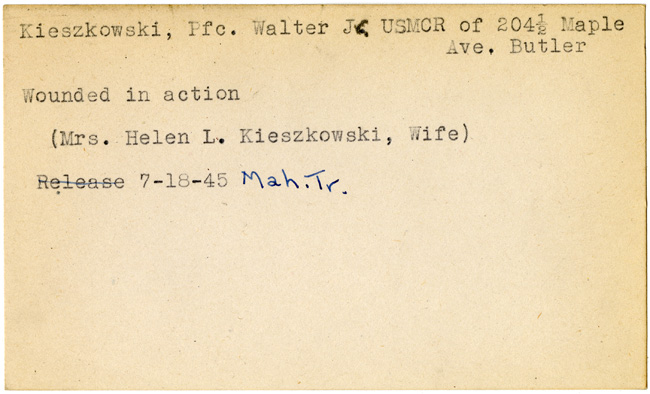 Kieszkowski, Pfc. Walter J. USMCR of 204½ Maple
Ave. Butler
Wounded in action
(Mrs. Helen L. Kieszkowski, Wife)
Release 7-18-45 Mah. Tr.